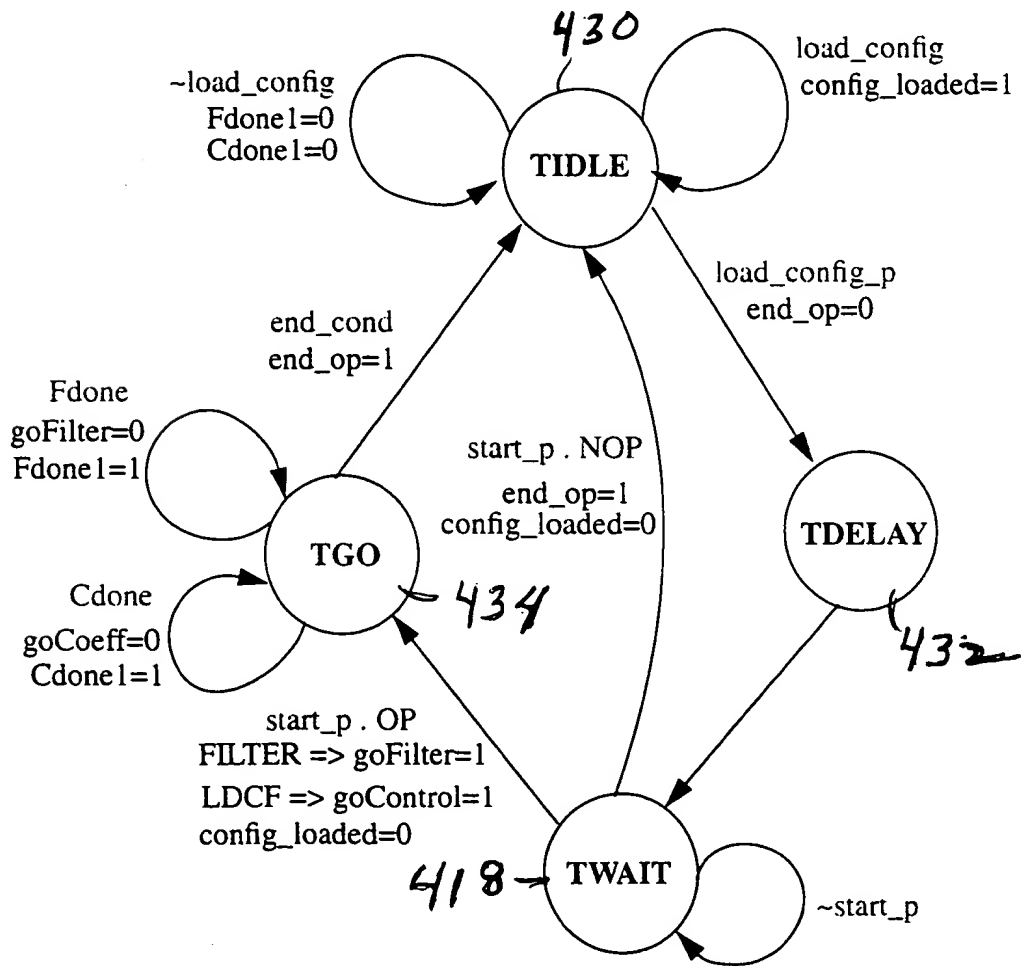 430
load_config
config_loaded=1
~load_config
Fdone1=0
Cdone1=0
TIDLE
load_config_p
end_op=0
end_cond
end_op=1
Fdone
goFilter=0
Fdone1=1
start_p . NOP
end_op=1
config_loaded=0
TDELAY
TGO
434
Cdone
goCoeff=0
Cdone1=1
432
start_p . OP
FILTER => goFilter=1
LDCF => goControl=1
config_loaded=0
418
TWAIT
~start_p